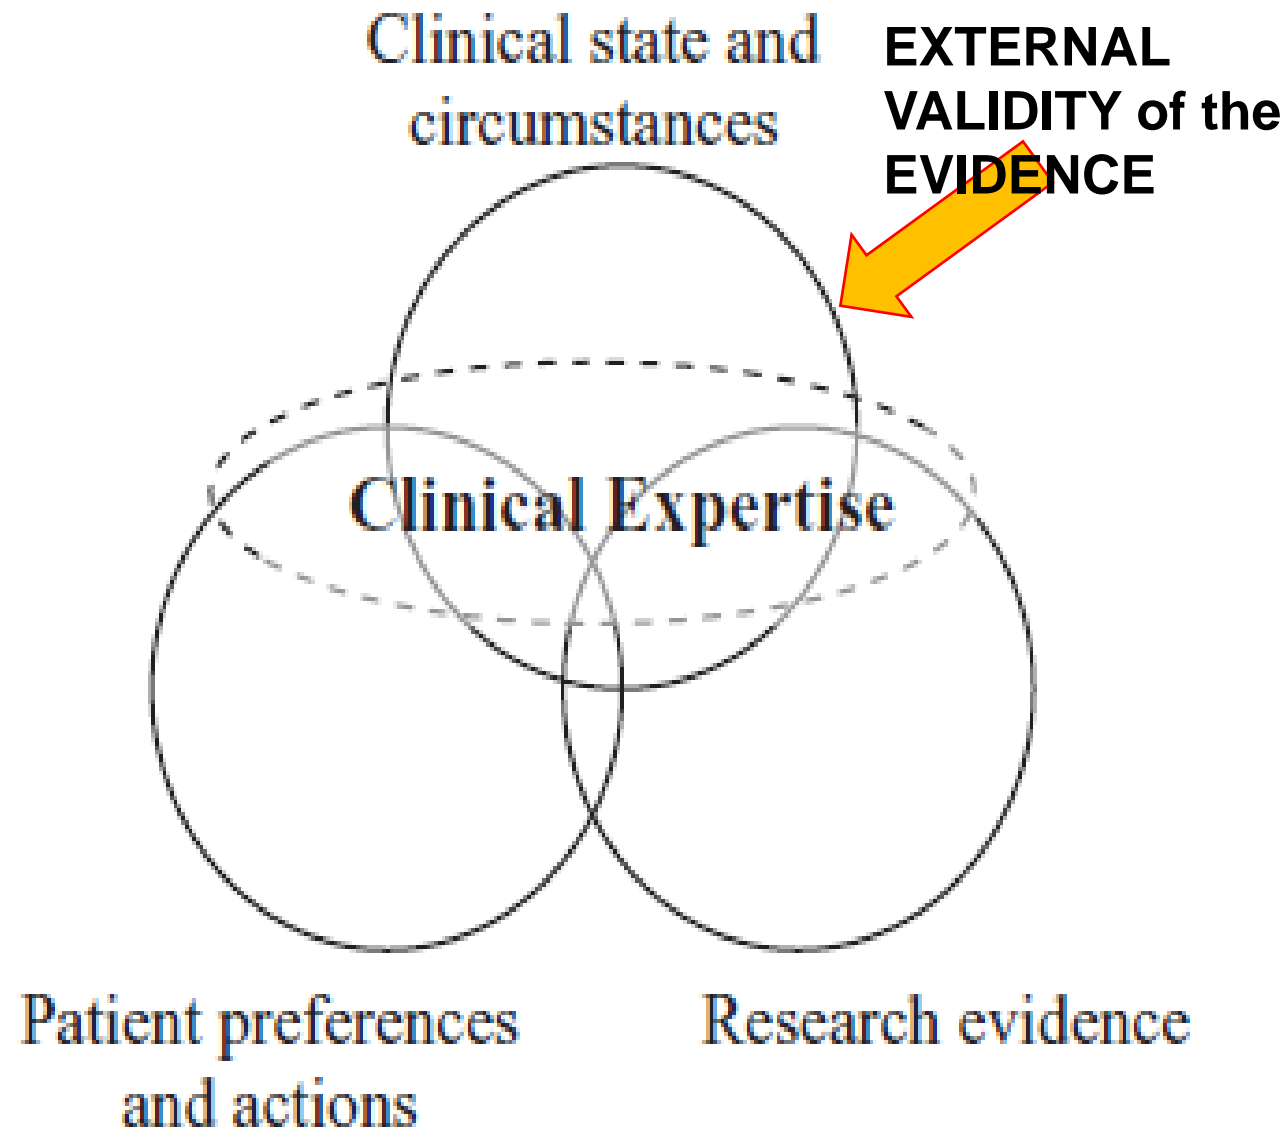 Clinical state and
circumstances
EXTERNAL
VALIDITY of the
EVIDENCE
Clinical Expertise
Patient preferences
and actions
Research evidence